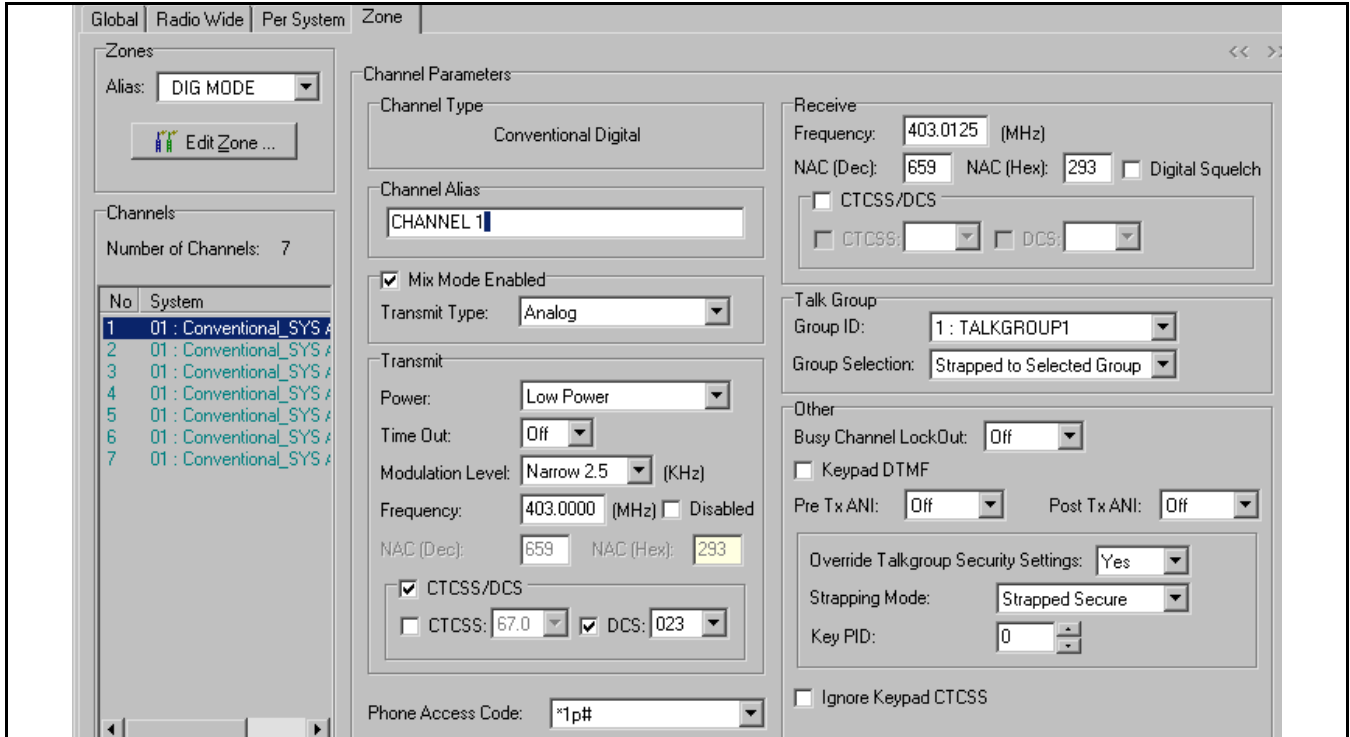 Global Radio Wide Per System Zone
Zones
Alias: DIG MODE
Edit Zone ...
Channels
Number of Channels: 7
No System
1 01 : Conventional_SYS
2 01 : Conventional_SYS
3 01 : Conventional_SYS
4 01 : Conventional_SYS
5 01 : Conventional_SYS
6 01 : Conventional_SYS
7 01 : Conventional_SYS
<< >>
Channel Parameters
Channel Type
Conventional Digital
Channel Alias
CHANNEL 1
Mix Mode Enabled
Transmit Type: Analog
Transmit
Power: Low Power
Time Out: Off
Modulation Level: Narrow 2.5 (KHz)
Frequency: 403.0000 (MHz) Disabled
NAC (Dec): 659 NAC (Hex): 293
CTCSS/DCS
CTCSS: 67.0 DCS: 023
Phone Access Code: *1p#
Receive
Frequency: 403.0125 (MHz)
NAC (Dec): 659 NAC (Hex): 293 Digital Squelch
CTCSS/DCS
CTCSS: DCS:
Talk Group
Group ID: 1 : TALKGROUP1
Group Selection: Strapped to Selected Group
Other
Busy Channel LockOut: Off
Keypad DTMF
Pre Tx ANI: Off Post Tx ANI: Off
Override Talkgroup Security Settings: Yes
Strapping Mode: Strapped Secure
Key PID: 0
Ignore Keypad CTCSS